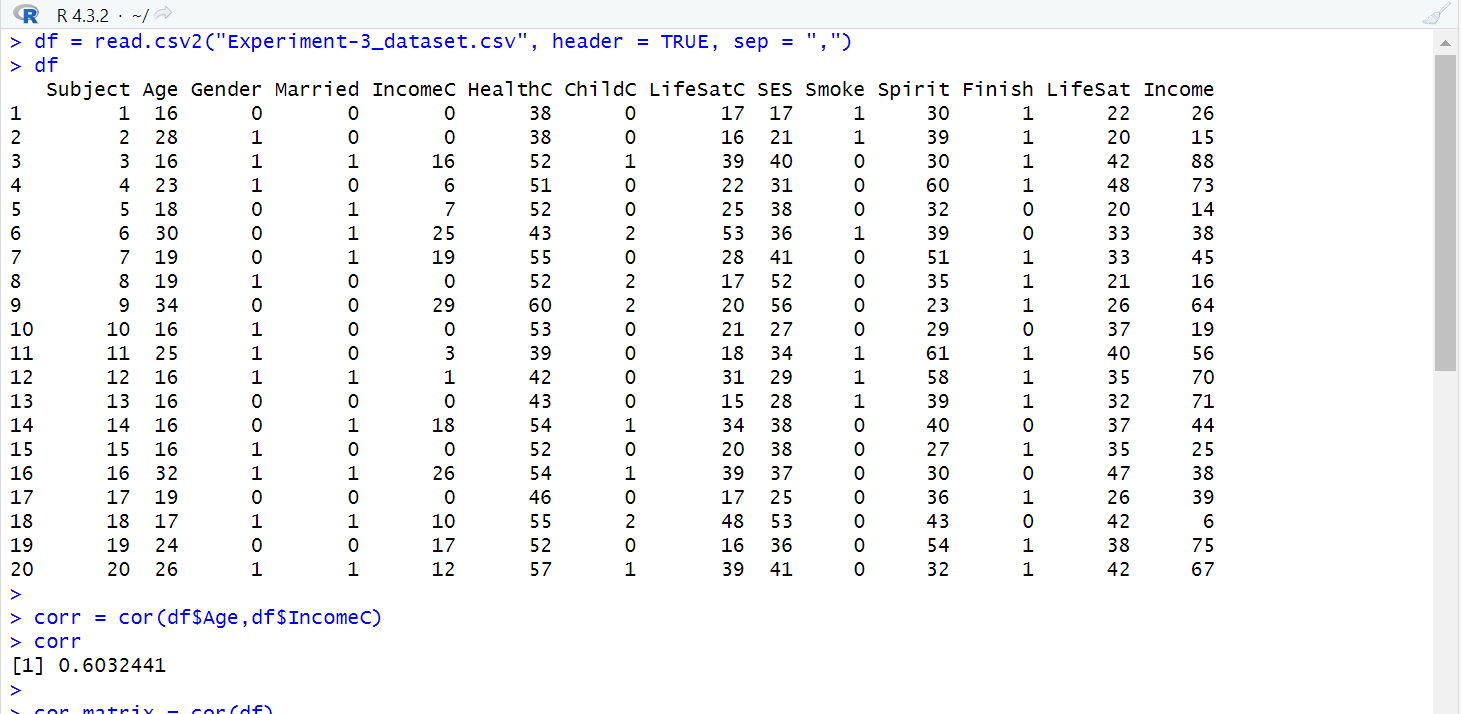 R R 4.3.2 · ~/
> df = read.csv2("Experiment-3_dataset.csv", header = TRUE, sep = ",")
> df
   Subject Age Gender Married IncomeC HealthC ChildC LifeSatC SES Smoke Spirit Finish LifeSat Income
1        1  16      0       0       0      38      0       17  17     1     30      1      22     26
2        2  28      1       0       0      38      0       16  21     1     39      1      20     15
3        3  16      1       1      16      52      1       39  40     0     30      1      42     88
4        4  23      1       0       6      51      0       22  31     0     60      1      48     73
5        5  18      0       1       7      52      0       25  38     0     32      0      20     14
6        6  30      0       1      25      43      2       53  36     1     39      0      33     38
7        7  19      0       1      19      55      0       28  41     0     51      1      33     45
8        8  19      1       0       0      52      2       17  52     0     35      1      21     16
9        9  34      0       0      29      60      2       20  56     0     23      1      26     64
10      10  16      1       0       0      53      0       21  27     0     29      0      37     19
11      11  25      1       0       3      39      0       18  34     1     61      1      40     56
12      12  16      1       1       1      42      0       31  29     1     58      1      35     70
13      13  16      0       0       0      43      0       15  28     1     39      1      32     71
14      14  16      0       1      18      54      1       34  38     0     40      0      37     44
15      15  16      1       0       0      52      0       20  38     0     27      1      35     25
16      16  32      1       1      26      54      1       39  37     0     30      0      47     38
17      17  19      0       0       0      46      0       17  25     0     36      1      26     39
18      18  17      1       1      10      55      2       48  53     0     43      0      42      6
19      19  24      0       0      17      52      0       16  36     0     54      1      38     75
20      20  26      1       1      12      57      1       39  41     0     32      1      42     67
>
> corr = cor(df$Age,df$IncomeC)
> corr
[1] 0.6032441
>
> cor_matrix = cor(df)